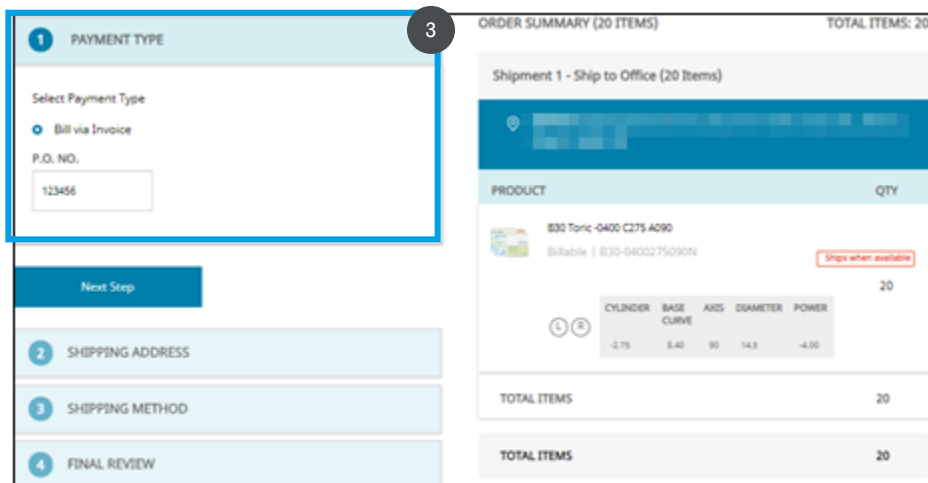 3
1 PAYMENT TYPE
Select Payment Type
Bill via Invoice
P.O. NO.
123456
Next Step
2 SHIPPING ADDRESS
3 SHIPPING METHOD
4 FINAL REVIEW
ORDER SUMMARY (20 ITEMS) TOTAL ITEMS: 20
Shipment 1 - Ship to Office (20 Items)
PRODUCT QTY
B30 Toric -0400 C275 A090
Billable | B30-0400275090N
Ships when available
20
CYLINDER BASE CURVE AXIS DIAMETER POWER
L R
-2.75 8.40 90 14.5 -4.00
TOTAL ITEMS 20
TOTAL ITEMS 20